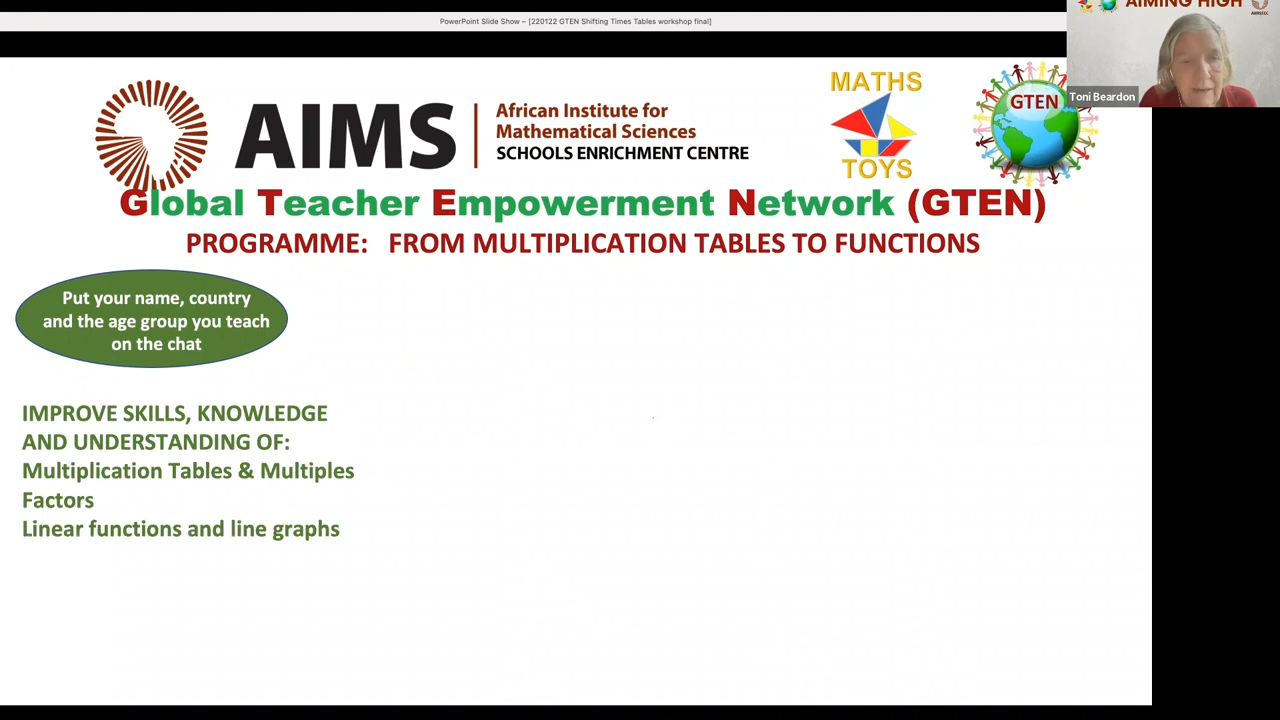 PowerPoint Slide Show – [220122 GTEN Shifting Times Tables workshop final]
AIMING HIGH
Toni Beardon
AIMS
African Institute for
Mathematical Sciences
SCHOOLS ENRICHMENT CENTRE
MATHS
TOYS
GTEN
Global Teacher Empowerment Network (GTEN)
PROGRAMME: FROM MULTIPLICATION TABLES TO FUNCTIONS
Put your name, country
and the age group you teach
on the chat
IMPROVE SKILLS, KNOWLEDGE
AND UNDERSTANDING OF:
Multiplication Tables & Multiples
Factors
Linear functions and line graphs